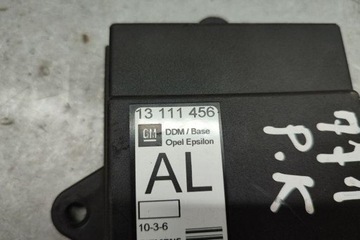 13 111 456
GM
DDM / Base
Opel Epsilon
AL
10-3-6
P.K